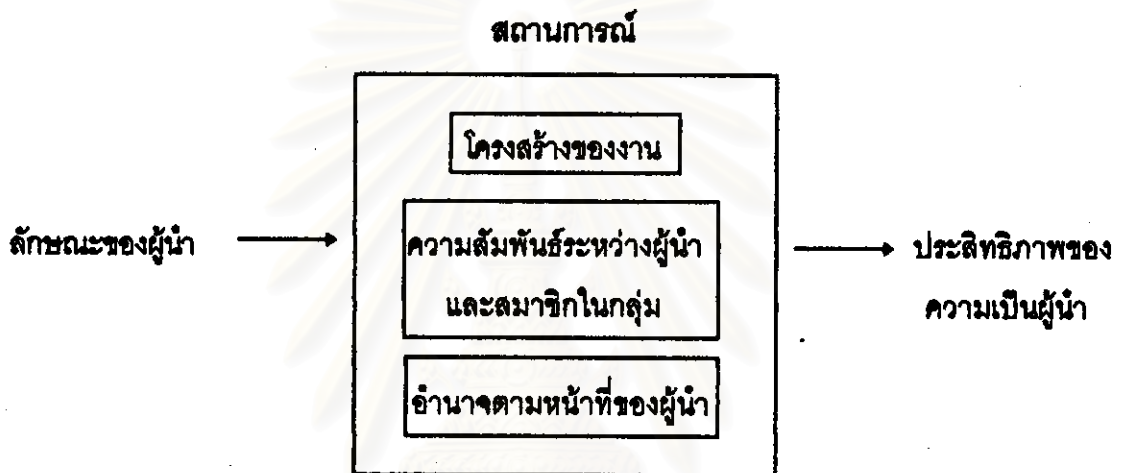 สถานการณ์
โครงสร้างของงาน
ลักษณะของผู้นำ
ความสัมพันธ์ระหว่างผู้นำ
และสมาชิกในกลุ่ม
อำนาจตามหน้าที่ของผู้นำ
ประสิทธิภาพของ
ความเป็นผู้นำ